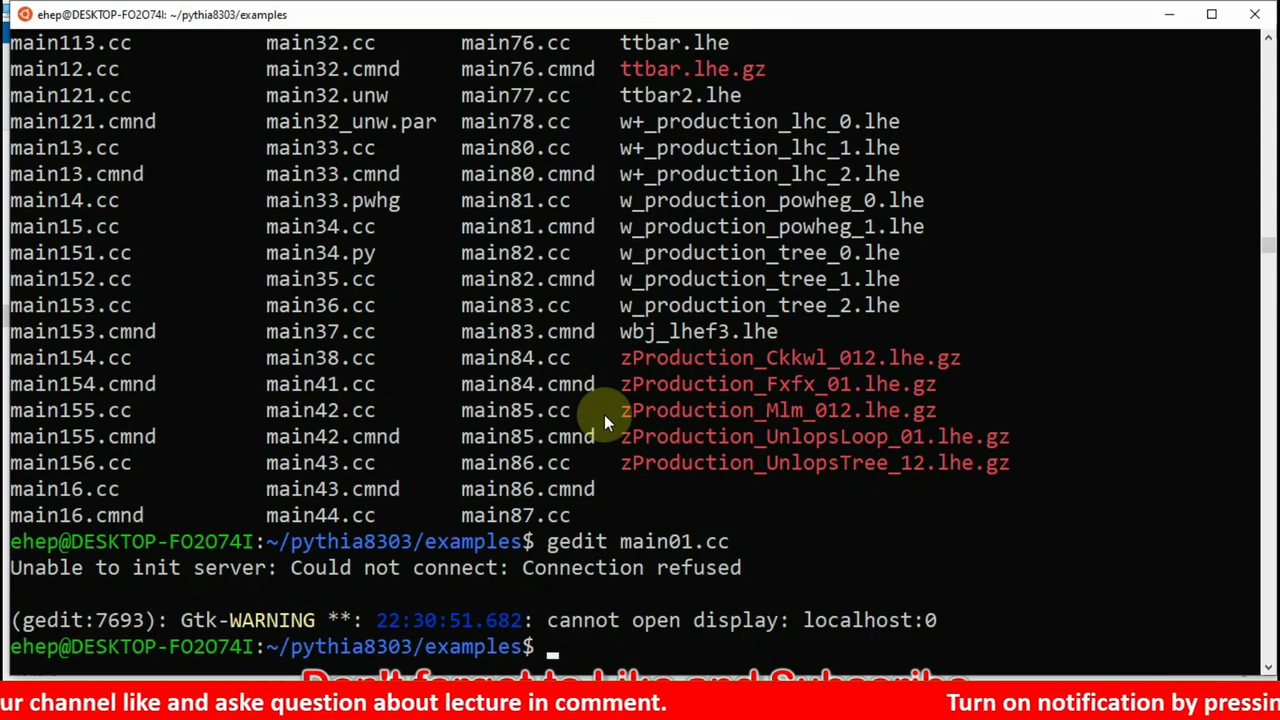 ehep@DESKTOP-FO2O74I: ~/pythia8303/examples
main113.cc main32.cc main76.cc ttbar.lhe
main12.cc main32.cmnd main76.cmnd ttbar.lhe.gz
main121.cc main32.unw main77.cc ttbar2.lhe
main121.cmnd main32_unw.par main78.cc w+_production_lhc_0.lhe
main13.cc main33.cc main80.cc w+_production_lhc_1.lhe
main13.cmnd main33.cmnd main80.cmnd w+_production_lhc_2.lhe
main14.cc main33.pwhg main81.cc w_production_powheg_0.lhe
main15.cc main34.cc main81.cmnd w_production_powheg_1.lhe
main151.cc main34.py main82.cc w_production_tree_0.lhe
main152.cc main35.cc main82.cmnd w_production_tree_1.lhe
main153.cc main36.cc main83.cc w_production_tree_2.lhe
main153.cmnd main37.cc main83.cmnd wbj_lhef3.lhe
main154.cc main38.cc main84.cc zProduction_Ckkwl_012.lhe.gz
main154.cmnd main41.cc main84.cmnd zProduction_Fxfx_01.lhe.gz
main155.cc main42.cc main85.cc zProduction_Mlm_012.lhe.gz
main155.cmnd main42.cmnd main85.cmnd zProduction_UnlopsLoop_01.lhe.gz
main156.cc main43.cc main86.cc zProduction_UnlopsTree_12.lhe.gz
main16.cc main43.cmnd main86.cmnd
main16.cmnd main44.cc main87.cc
ehep@DESKTOP-FO2O74I:~/pythia8303/examples$ gedit main01.cc
Unable to init server: Could not connect: Connection refused
(gedit:7693): Gtk-WARNING **: 22:30:51.682: cannot open display: localhost:0
ehep@DESKTOP-FO2O74I:~/pythia8303/examples$
Don't forget to Like and Subscribe
ur channel like and aske question about lecture in comment. Turn on notification by pressin